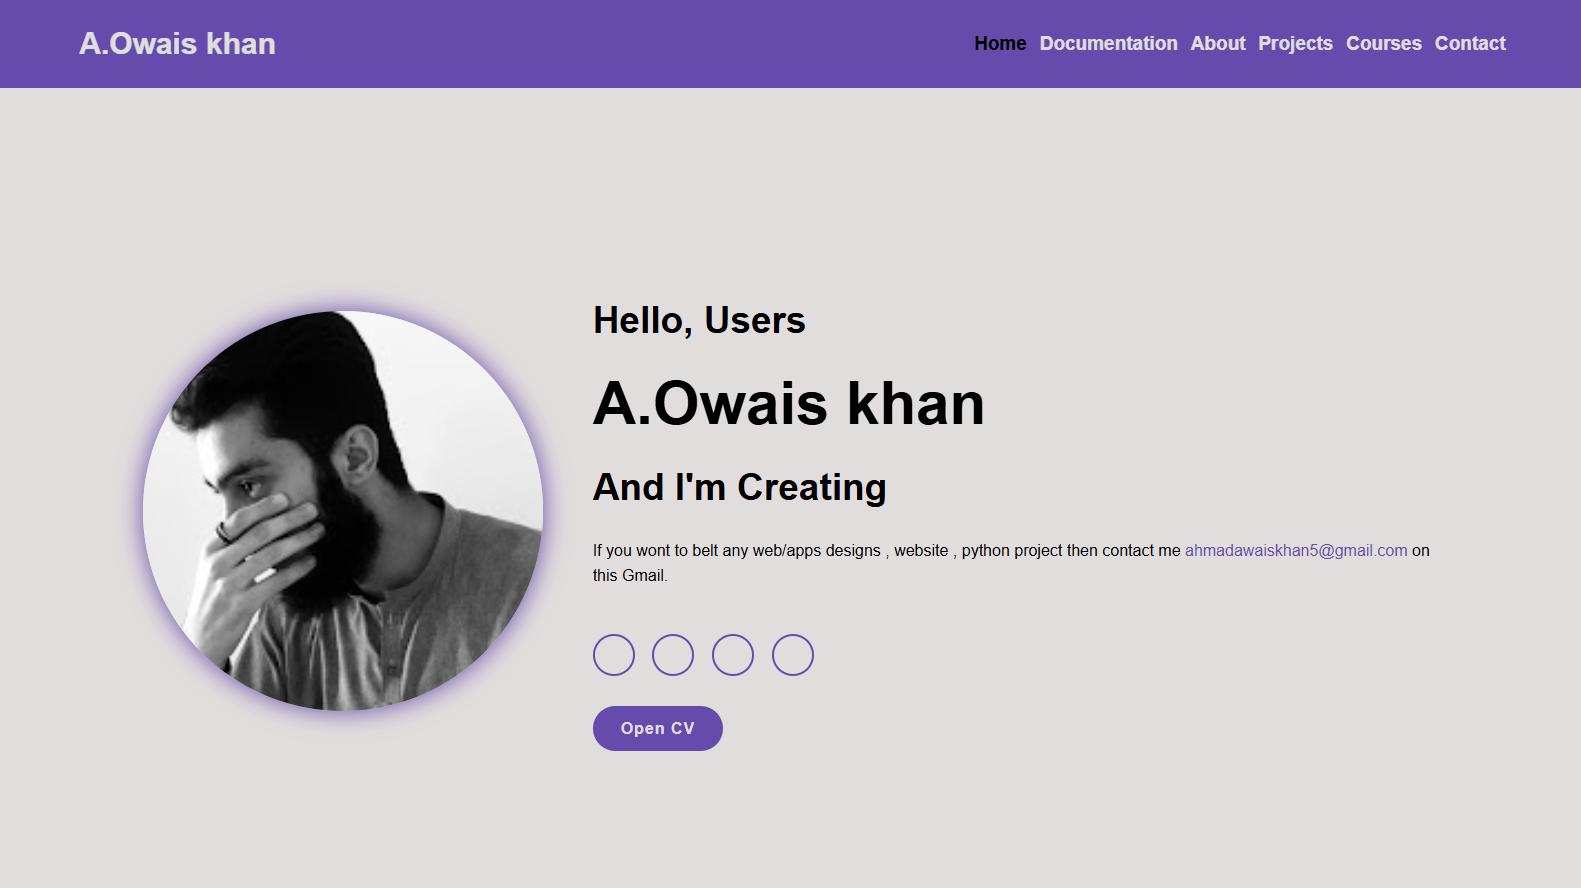 A.Owais khan
Home Documentation About Projects Courses Contact
Hello, Users
A.Owais khan
And I'm Creating
If you wont to belt any web/apps designs , website , python project then contact me ahmadawaiskhan5@gmail.com on
this Gmail.
Open CV